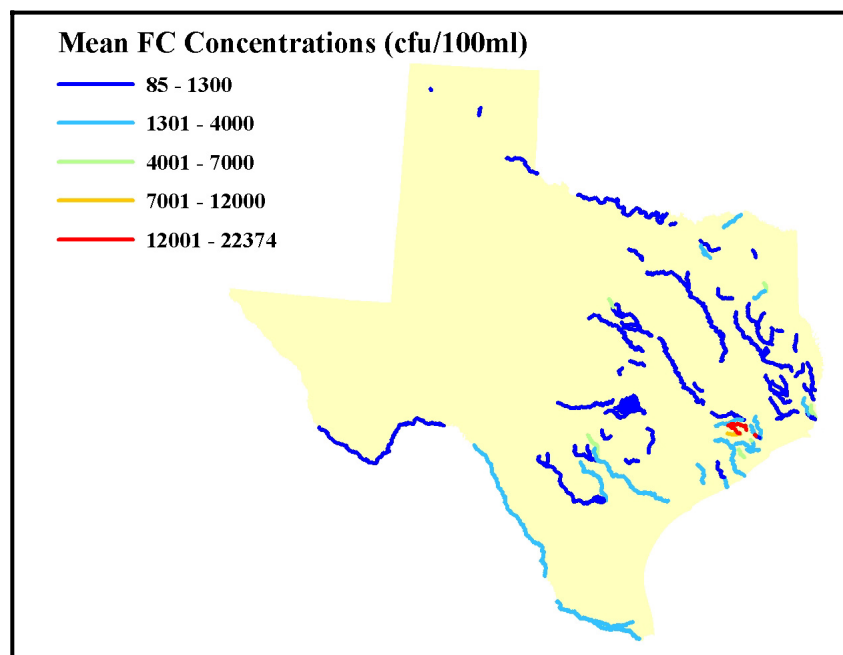 Mean FC Concentrations (cfu/100ml)
85 - 1300
1301 - 4000
4001 - 7000
7001 - 12000
12001 - 22374